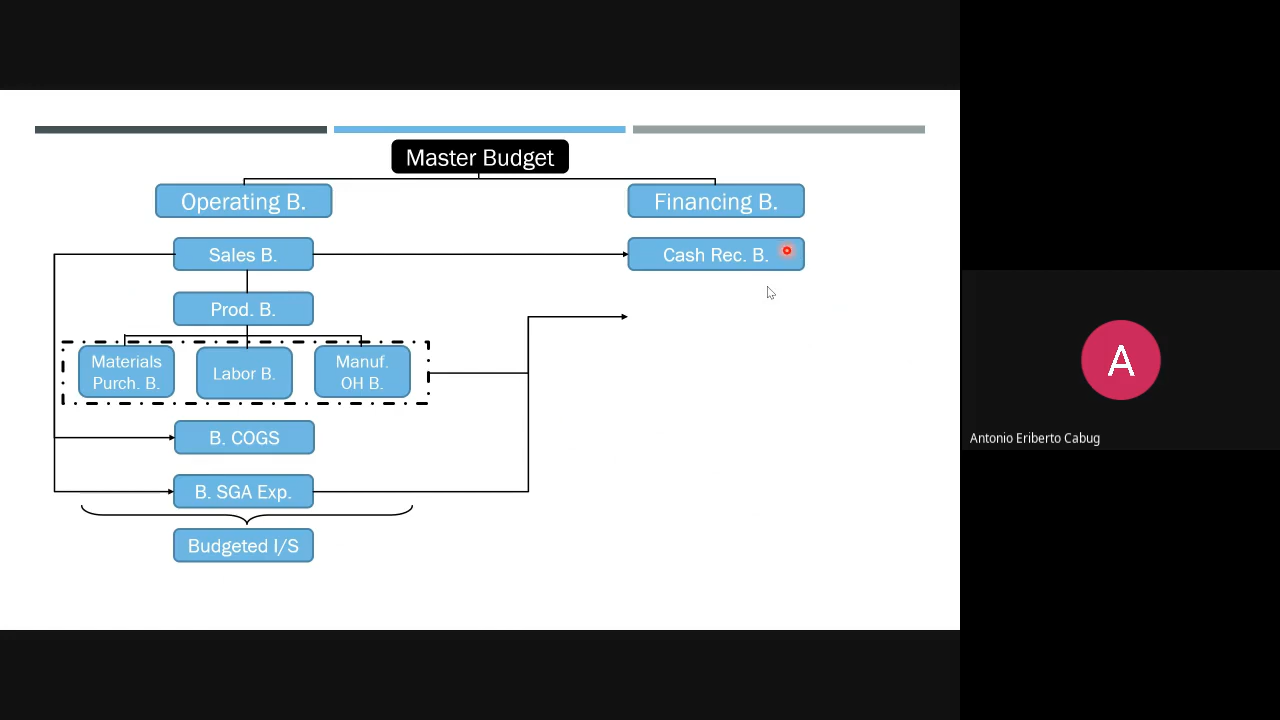 Master Budget
Operating B.
Financing B.
Sales B.
Cash Rec. B.
Prod. B.
Materials
Purch. B.
Labor B.
Manuf.
OH B.
B. COGS
B. SGA Exp.
Budgeted I/S
A
Antonio Eriberto Cabug